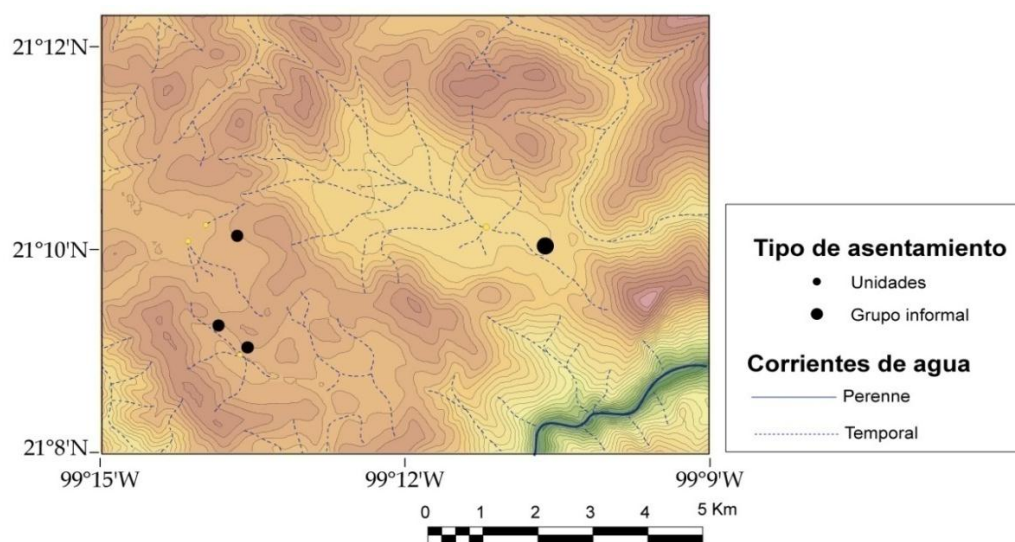 21°12'N
21°10'N
21°8'N
99°15'W 99°12'W 99°9'W
0 1 2 3 4 5 Km
Tipo de asentamiento
Unidades
Grupo informal
Corrientes de agua
Perenne
Temporal